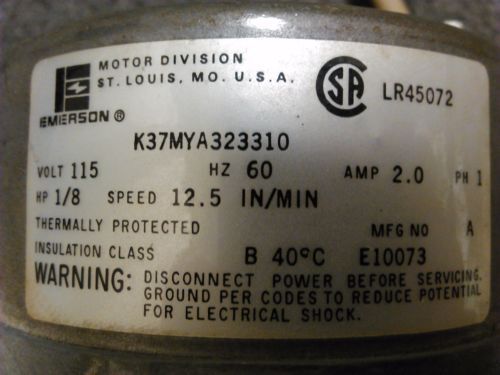 MOTOR DIVISION
ST. LOUIS, MO. U.S.A.
EMERSON ®
CSA LR45072
K37MYA323310
VOLT 115 HZ 60 AMP 2.0 PH 1
HP 1/8 SPEED 12.5 IN/MIN
THERMALLY PROTECTED MFG NO A
INSULATION CLASS B 40ºC E10073
WARNING: DISCONNECT POWER BEFORE SERVICING.
GROUND PER CODES TO REDUCE POTENTIAL
FOR ELECTRICAL SHOCK.